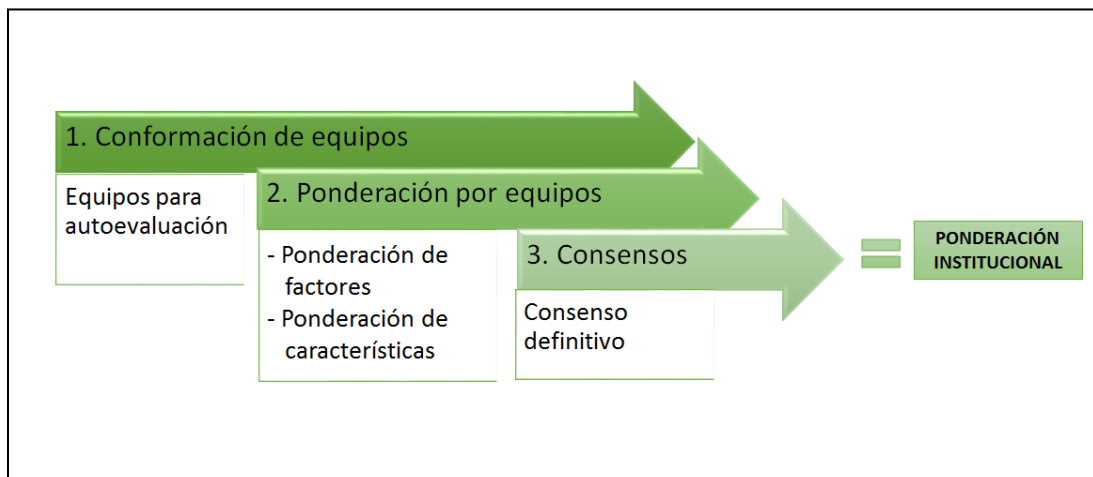 1. Conformación de equipos
Equipos para
autoevaluación
2. Ponderación por equipos
- Ponderación de
factores
- Ponderación de
características
3. Consensos
Consenso
definitivo
PONDERACIÓN
INSTITUCIONAL